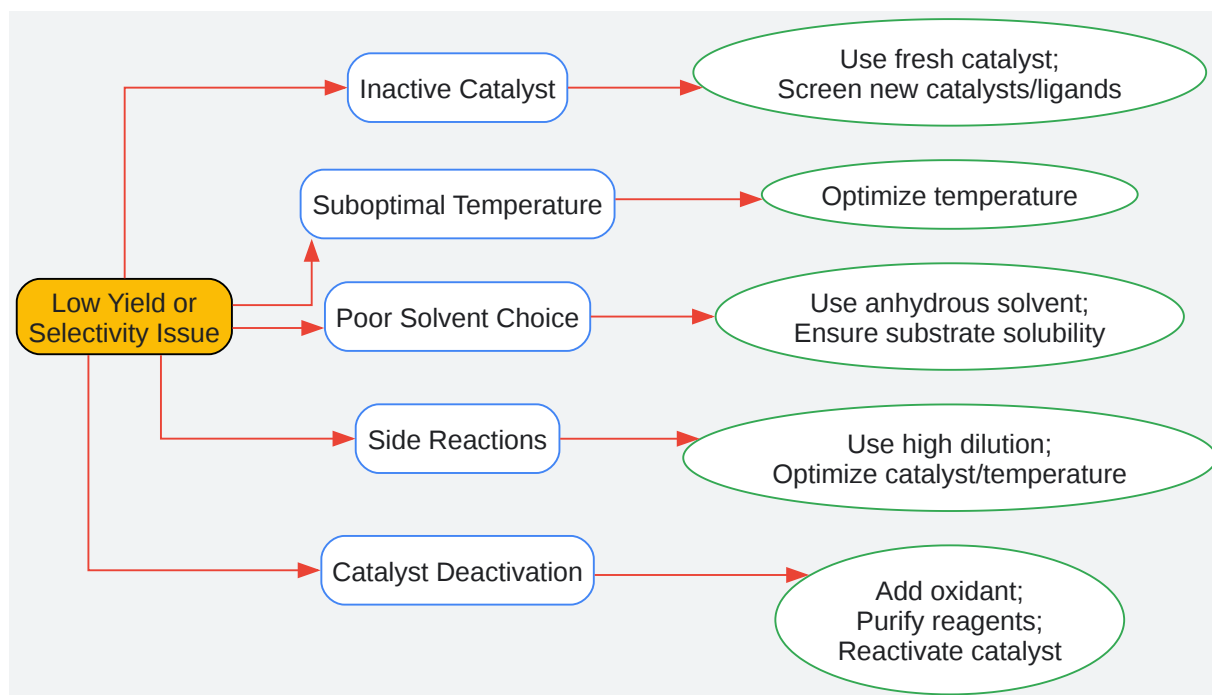 Inactive Catalyst
Use fresh catalyst;
Screen new catalysts/ligands
Suboptimal Temperature
Optimize temperature
Low Yield or
Selectivity Issue
Poor Solvent Choice
Use anhydrous solvent;
Ensure substrate solubility
Side Reactions
Use high dilution;
Optimize catalyst/temperature
Catalyst Deactivation
Add oxidant;
Purify reagents;
Reactivate catalyst